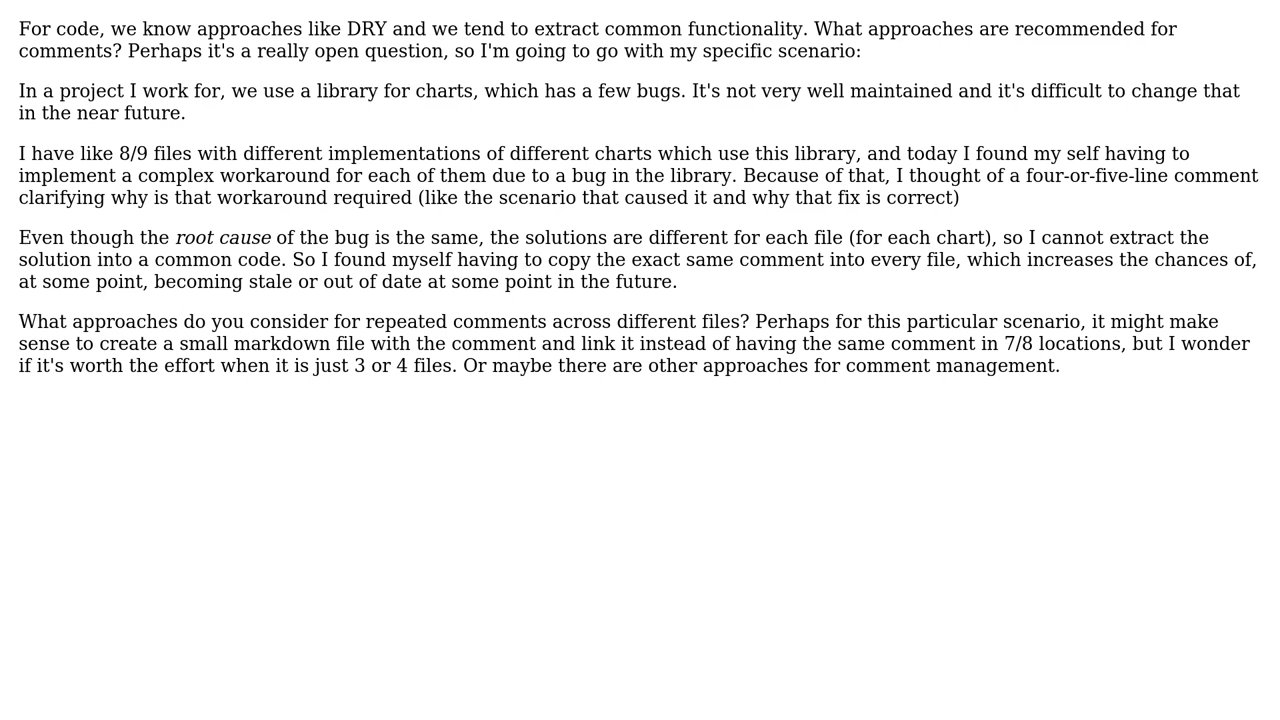 For code, we know approaches like DRY and we tend to extract common functionality. What approaches are recommended for
comments? Perhaps it's a really open question, so I'm going to go with my specific scenario:
In a project I work for, we use a library for charts, which has a few bugs. It's not very well maintained and it's difficult to change that
in the near future.
I have like 8/9 files with different implementations of different charts which use this library, and today I found my self having to
implement a complex workaround for each of them due to a bug in the library. Because of that, I thought of a four-or-five-line comment
clarifying why is that workaround required (like the scenario that caused it and why that fix is correct)
Even though the root cause of the bug is the same, the solutions are different for each file (for each chart), so I cannot extract the
solution into a common code. So I found myself having to copy the exact same comment into every file, which increases the chances of,
at some point, becoming stale or out of date at some point in the future.
What approaches do you consider for repeated comments across different files? Perhaps for this particular scenario, it might make
sense to create a small markdown file with the comment and link it instead of having the same comment in 7/8 locations, but I wonder
if it's worth the effort when it is just 3 or 4 files. Or maybe there are other approaches for comment management.